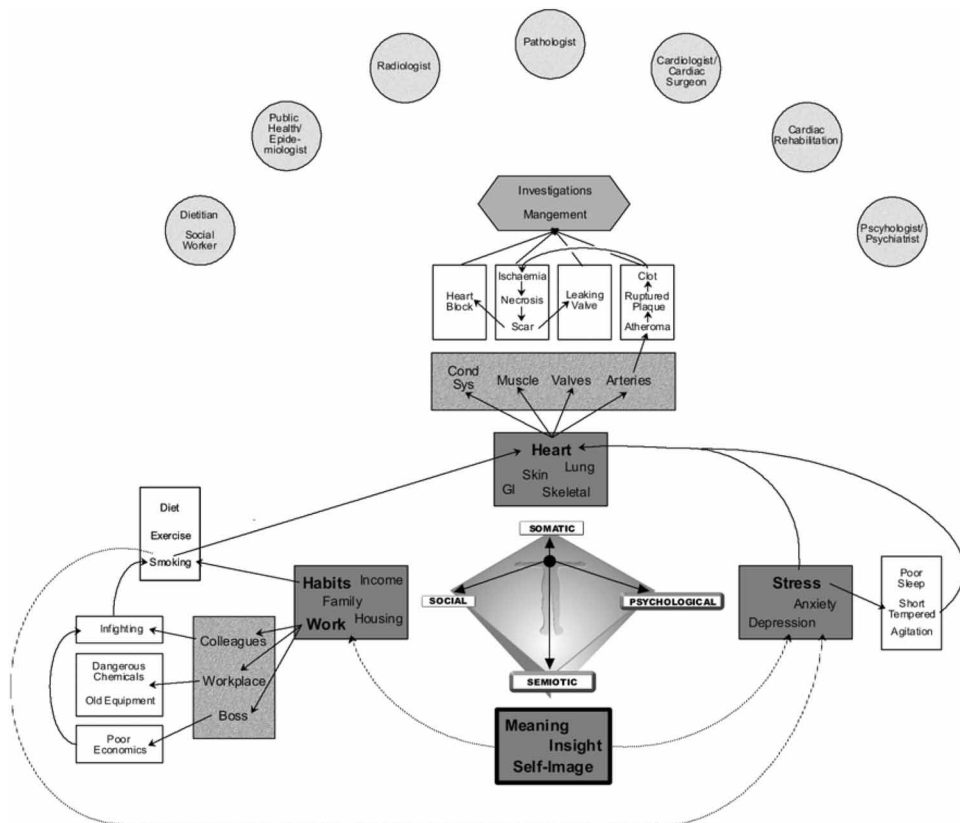 Pathologist
Radiologist
Cardiologist/
Cardiac
Surgeon
Public
Health/
Epide-
miologist
Cardiac
Rehabilitation
Dietitian
Social
Worker
Investigations
Mangement
Pscyhologist/
Psychiatrist
Heart
Block
Ischaemia
Necrosis
Scar
Leaking
Valve
Clot
Ruptured
Plaque
Atheroma
Cond
Sys
Muscle
Valves
Arteries
Heart
Lung
Skin
GI
Skeletal
Diet
Exercise
Smoking
SOMATIC
SOCIAL
PSYCHOLOGICAL
SEMIOTIC
Habits
Income
Family
Work
Housing
Stress
Anxiety
Depression
Poor
Sleep
Short
Tempered
Agitation
Infighting
Colleagues
Dangerous
Chemicals
Old Equipment
Workplace
Boss
Poor
Economics
Meaning
Insight
Self-Image